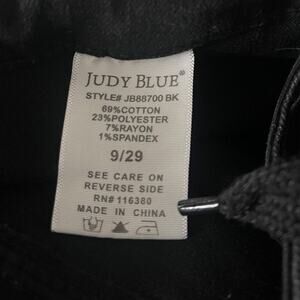 JUDY BLUE®
STYLE# JB88700 BK
69%COTTON
23%POLYESTER
7%RAYON
1%SPANDEX
9/29
SEE CARE ON
REVERSE SIDE
RN# 116380
MADE IN CHINA